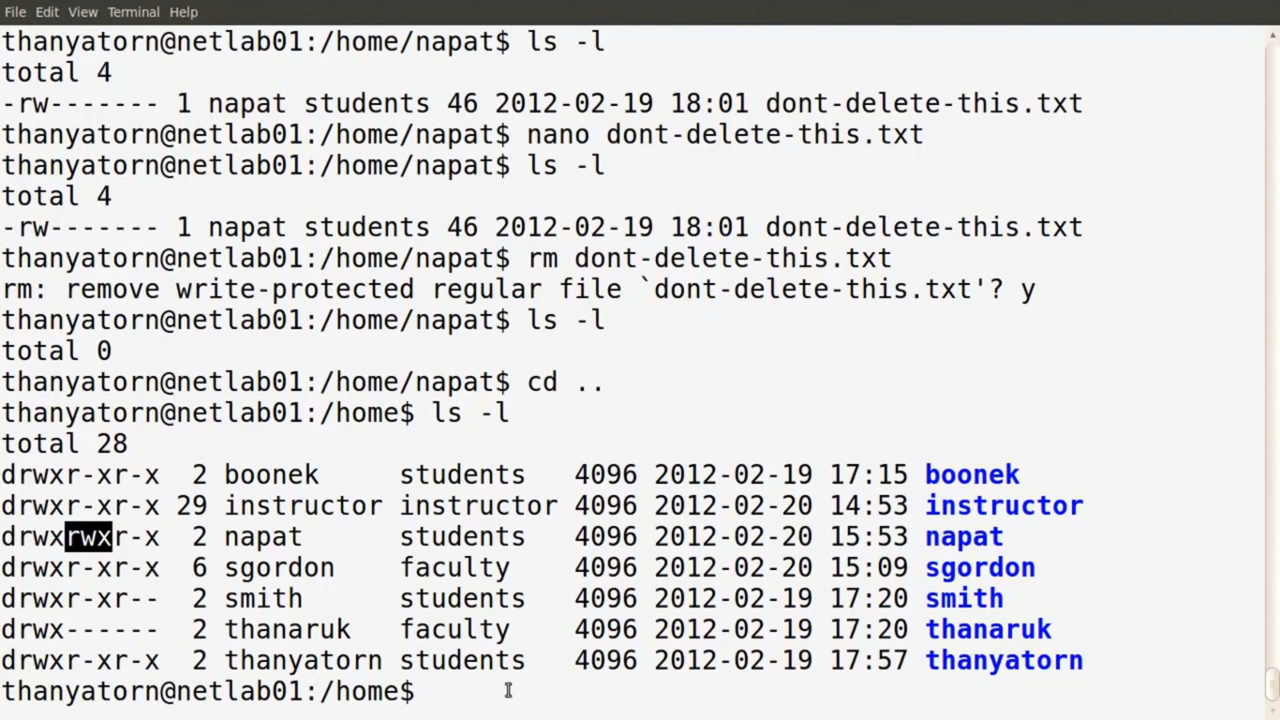 File Edit View Terminal Help
thanyatorn@netlab01:/home/napat$ ls -l
total 4
-rw------- 1 napat students 46 2012-02-19 18:01 dont-delete-this.txt
thanyatorn@netlab01:/home/napat$ nano dont-delete-this.txt
thanyatorn@netlab01:/home/napat$ ls -l
total 4
-rw------- 1 napat students 46 2012-02-19 18:01 dont-delete-this.txt
thanyatorn@netlab01:/home/napat$ rm dont-delete-this.txt
rm: remove write-protected regular file `dont-delete-this.txt'? y
thanyatorn@netlab01:/home/napat$ ls -l
total 0
thanyatorn@netlab01:/home/napat$ cd ..
thanyatorn@netlab01:/home$ ls -l
total 28
drwxr-xr-x  2 boonek     students   4096 2012-02-19 17:15 boonek
drwxr-xr-x 29 instructor instructor 4096 2012-02-20 14:53 instructor
drwxrwxr-x  2 napat      students   4096 2012-02-20 15:53 napat
drwxr-xr-x  6 sgordon    faculty    4096 2012-02-20 15:09 sgordon
drwxr-xr--  2 smith      students   4096 2012-02-19 17:20 smith
drwx------  2 thanaruk   faculty    4096 2012-02-19 17:20 thanaruk
drwxr-xr-x  2 thanyatorn students   4096 2012-02-19 17:57 thanyatorn
thanyatorn@netlab01:/home$